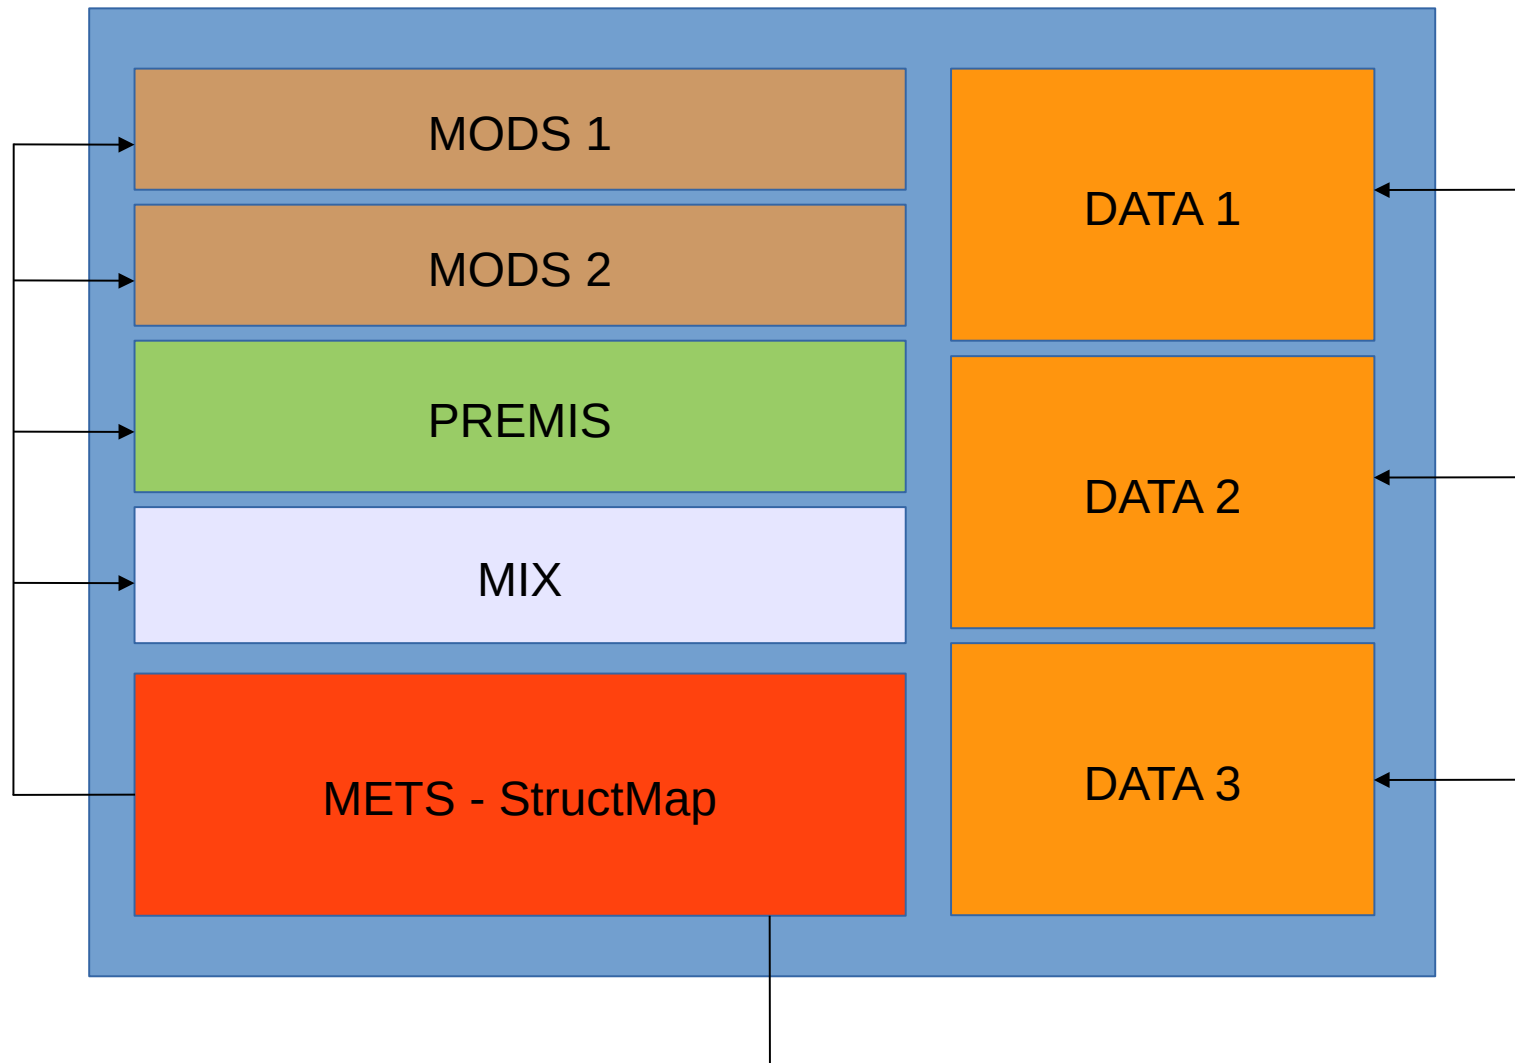 MODS 1
MODS 2
PREMIS
MIX
METS - StructMap
DATA 1
DATA 2
DATA 3